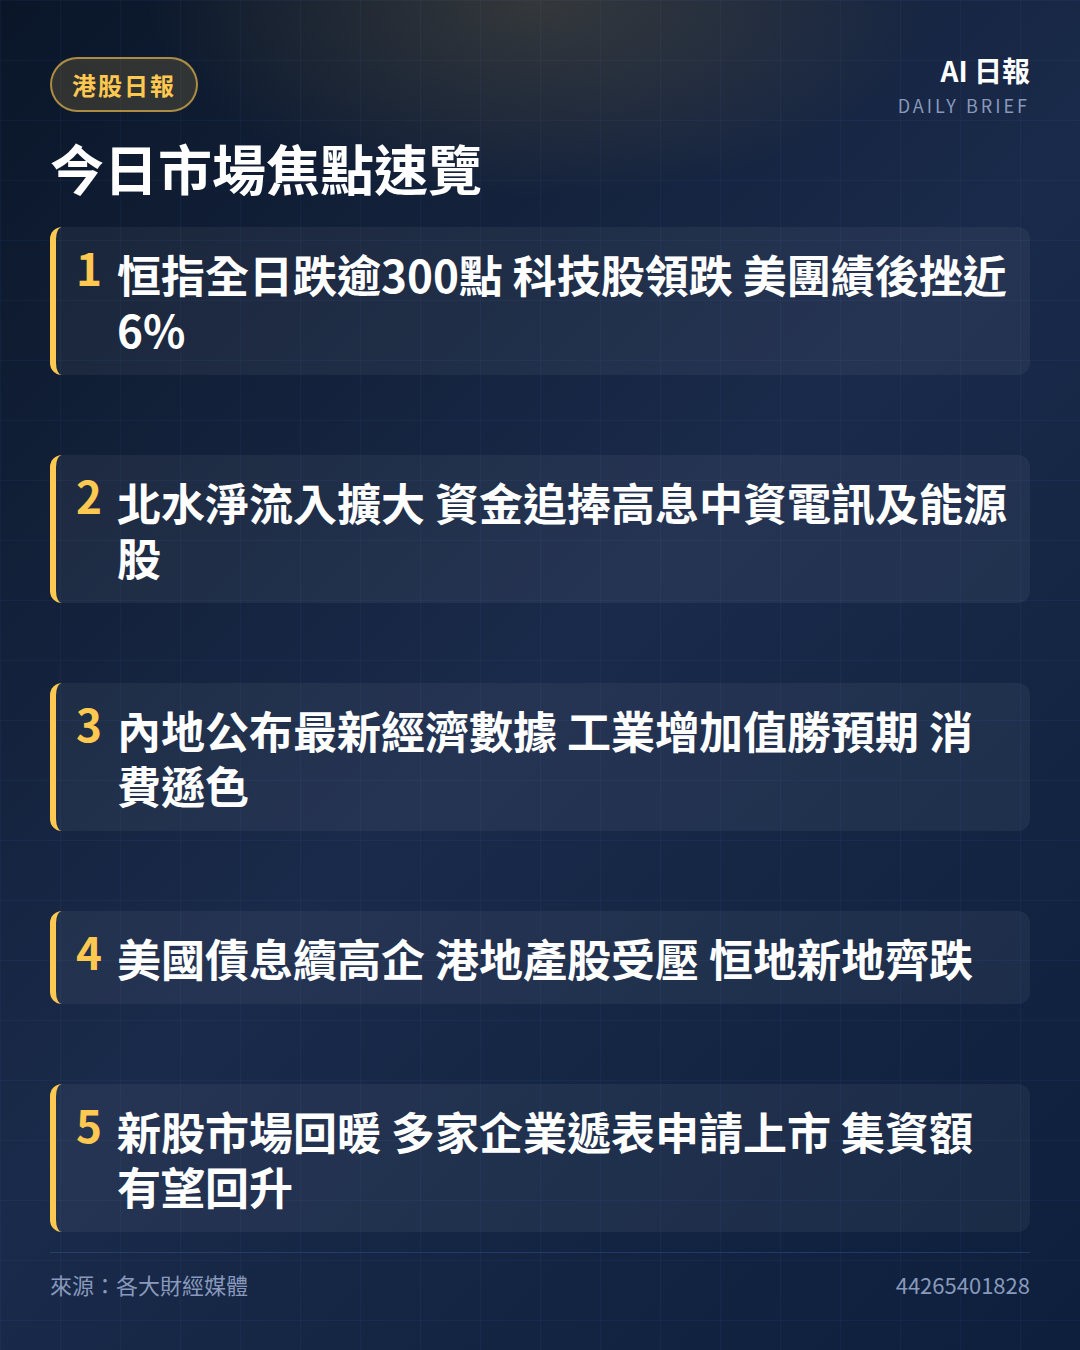 港股日報
AI 日報
DAILY BRIEF
今日市場焦點速覽
1 恒指全日跌逾300點 科技股領跌 美團績後挫近
6%
2 北水淨流入擴大 資金追捧高息中資電訊及能源
股
3 內地公布最新經濟數據 工業增加值勝預期 消
費遜色
4 美國債息續高企 港地產股受壓 恒地新地齊跌
5 新股市場回暖 多家企業遞表申請上市 集資額
有望回升
來源：各大財經媒體
44265401828